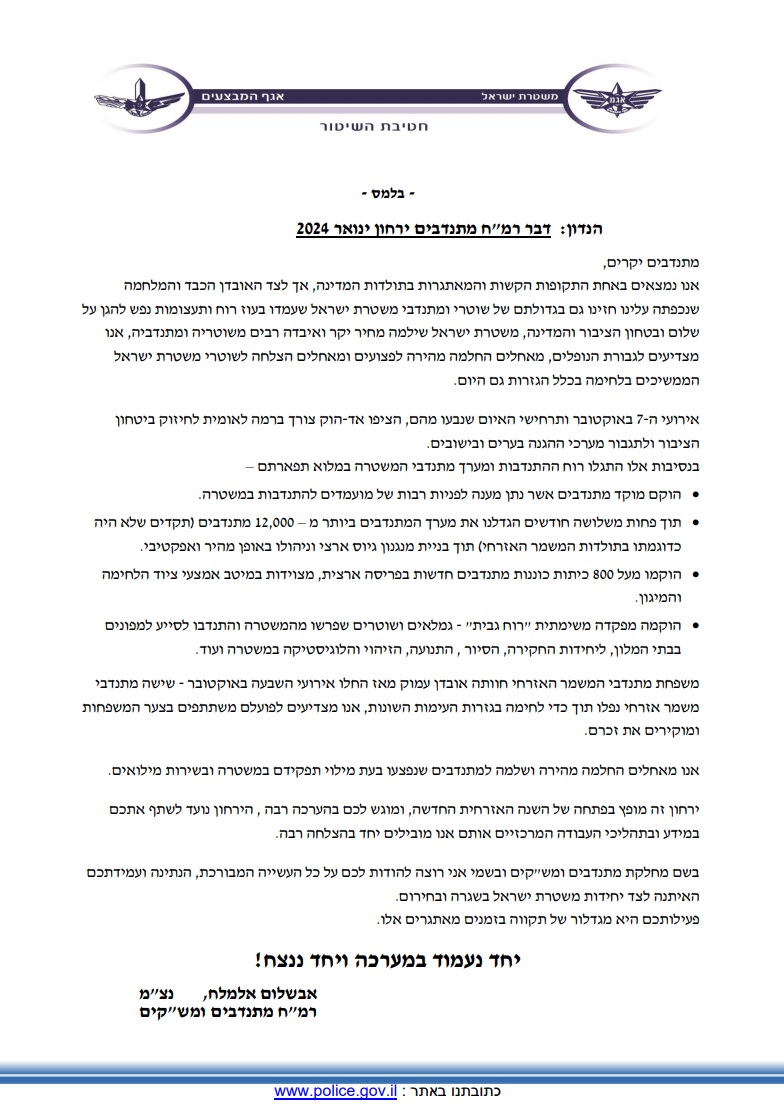 משטרת ישראל
אגף המבצעים
אגמ
חטיבת השיטור
- בלמס -
הנדון: דבר רמ״ח מתנדבים ירחון ינואר 2024
מתנדבים יקרים,
אנו נמצאים באחת התקופות הקשות והמאתגרות בתולדות המדינה, אך לצד האובדן הכבד והמלחמה
שנכפתה עלינו חזינו גם בגדולתם של שוטרי ומתנדבי משטרת ישראל שעמדו בעוז רוח ותעצומות נפש להגן על
שלום ובטחון הציבור והמדינה, משטרת ישראל שילמה מחיר יקר ואיבדה רבים משוטריה ומתנדביה, אנו
מצדיעים לגבורת הנופלים, מאחלים החלמה מהירה לפצועים ומאחלים הצלחה לשוטרי משטרת ישראל
הממשיכים בלחימה בכלל הגזרות גם היום.
אירועי ה-7 באוקטובר ותרחישי האיום שנבעו מהם, הציפו אד-הוק צורך ברמה לאומית לחיזוק ביטחון
הציבור ולתגבור מערכי ההגנה בערים ובישובים.
בנסיבות אלו התגלו רוח ההתנדבות ומערך מתנדבי המשטרה במלוא תפארתם –
• הוקם מוקד מתנדבים אשר נתן מענה לפניות רבות של מועמדים להתנדבות במשטרה.
• תוך פחות משלושה חודשים הגדלנו את מערך המתנדבים ביותר מ – 12,000 מתנדבים (תקדים שלא היה
כדוגמתו בתולדות המשמר האזרחי) תוך בניית מנגנון גיוס ארצי וניהולו באופן מהיר ואפקטיבי.
• הוקמו מעל 800 כיתות כוננות מתנדבים חדשות בפריסה ארצית, מצוידות במיטב אמצעי ציוד הלחימה
והמיגון.
• הוקמה מפקדה משימתית ״רוח גבית״ - גמלאים ושוטרים שפרשו מהמשטרה והתנדבו לסייע למפונים
בבתי המלון, ליחידות החקירה, הסיור , התנועה, הזיהוי והלוגיסטיקה במשטרה ועוד.
משפחת מתנדבי המשמר האזרחי חוותה אובדן עמוק מאז החלו אירועי השבעה באוקטובר - שישה מתנדבי
משמר אזרחי נפלו תוך כדי לחימה בגזרות העימות השונות, אנו מצדיעים לפועלם משתתפים בצער המשפחות
ומוקירים את זכרם.
אנו מאחלים החלמה מהירה ושלמה למתנדבים שנפצעו בעת מילוי תפקידם במשטרה ובשירות מילואים.
ירחון זה מופץ בפתחה של השנה האזרחית החדשה, ומוגש לכם בהערכה רבה , הירחון נועד לשתף אתכם
במידע ובתהליכי העבודה המרכזיים אותם אנו מובילים יחד בהצלחה רבה.
בשם מחלקת מתנדבים ומש״קים ובשמי אני רוצה להודות לכם על כל העשייה המבורכת, הנתינה ועמידתכם
האיתנה לצד יחידות משטרת ישראל בשגרה ובחירום.
פעילותכם היא מגדלור של תקווה בזמנים מאתגרים אלו.
יחד נעמוד במערכה ויחד ננצח!
אבשלום אלמלח, נצ״מ
רמ״ח מתנדבים ומש״קים
כתובתנו באתר : www.police.gov.il